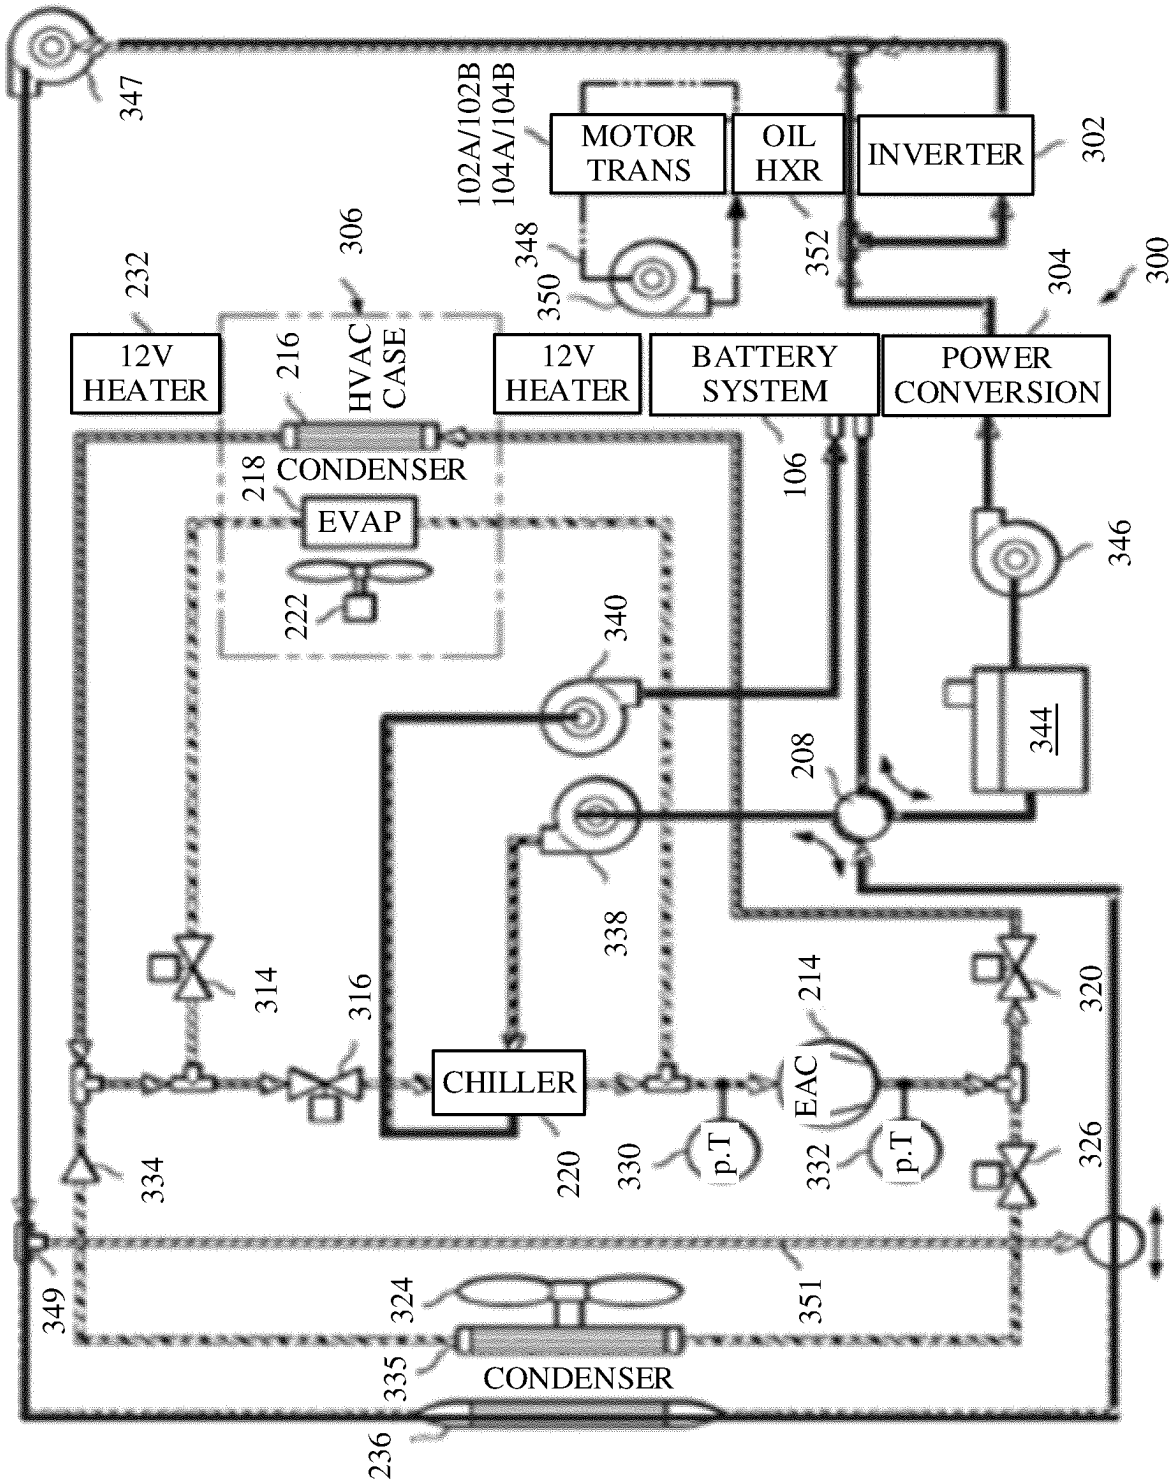 347
102A/102B
104A/104B
MOTOR
TRANS
OIL
HXR
INVERTER
302
232
306
348
350
352
304
300
12V
HEATER
216
HVAC
CASE
12V
HEATER
BATTERY
SYSTEM
POWER
CONVERSION
CONDENSER
218
EVAP
106
222
340
346
208
344
338
314
316
214
320
CHILLER
EAC
334
220
330
p.T
332
p.T
326
349
324
351
335
CONDENSER
236